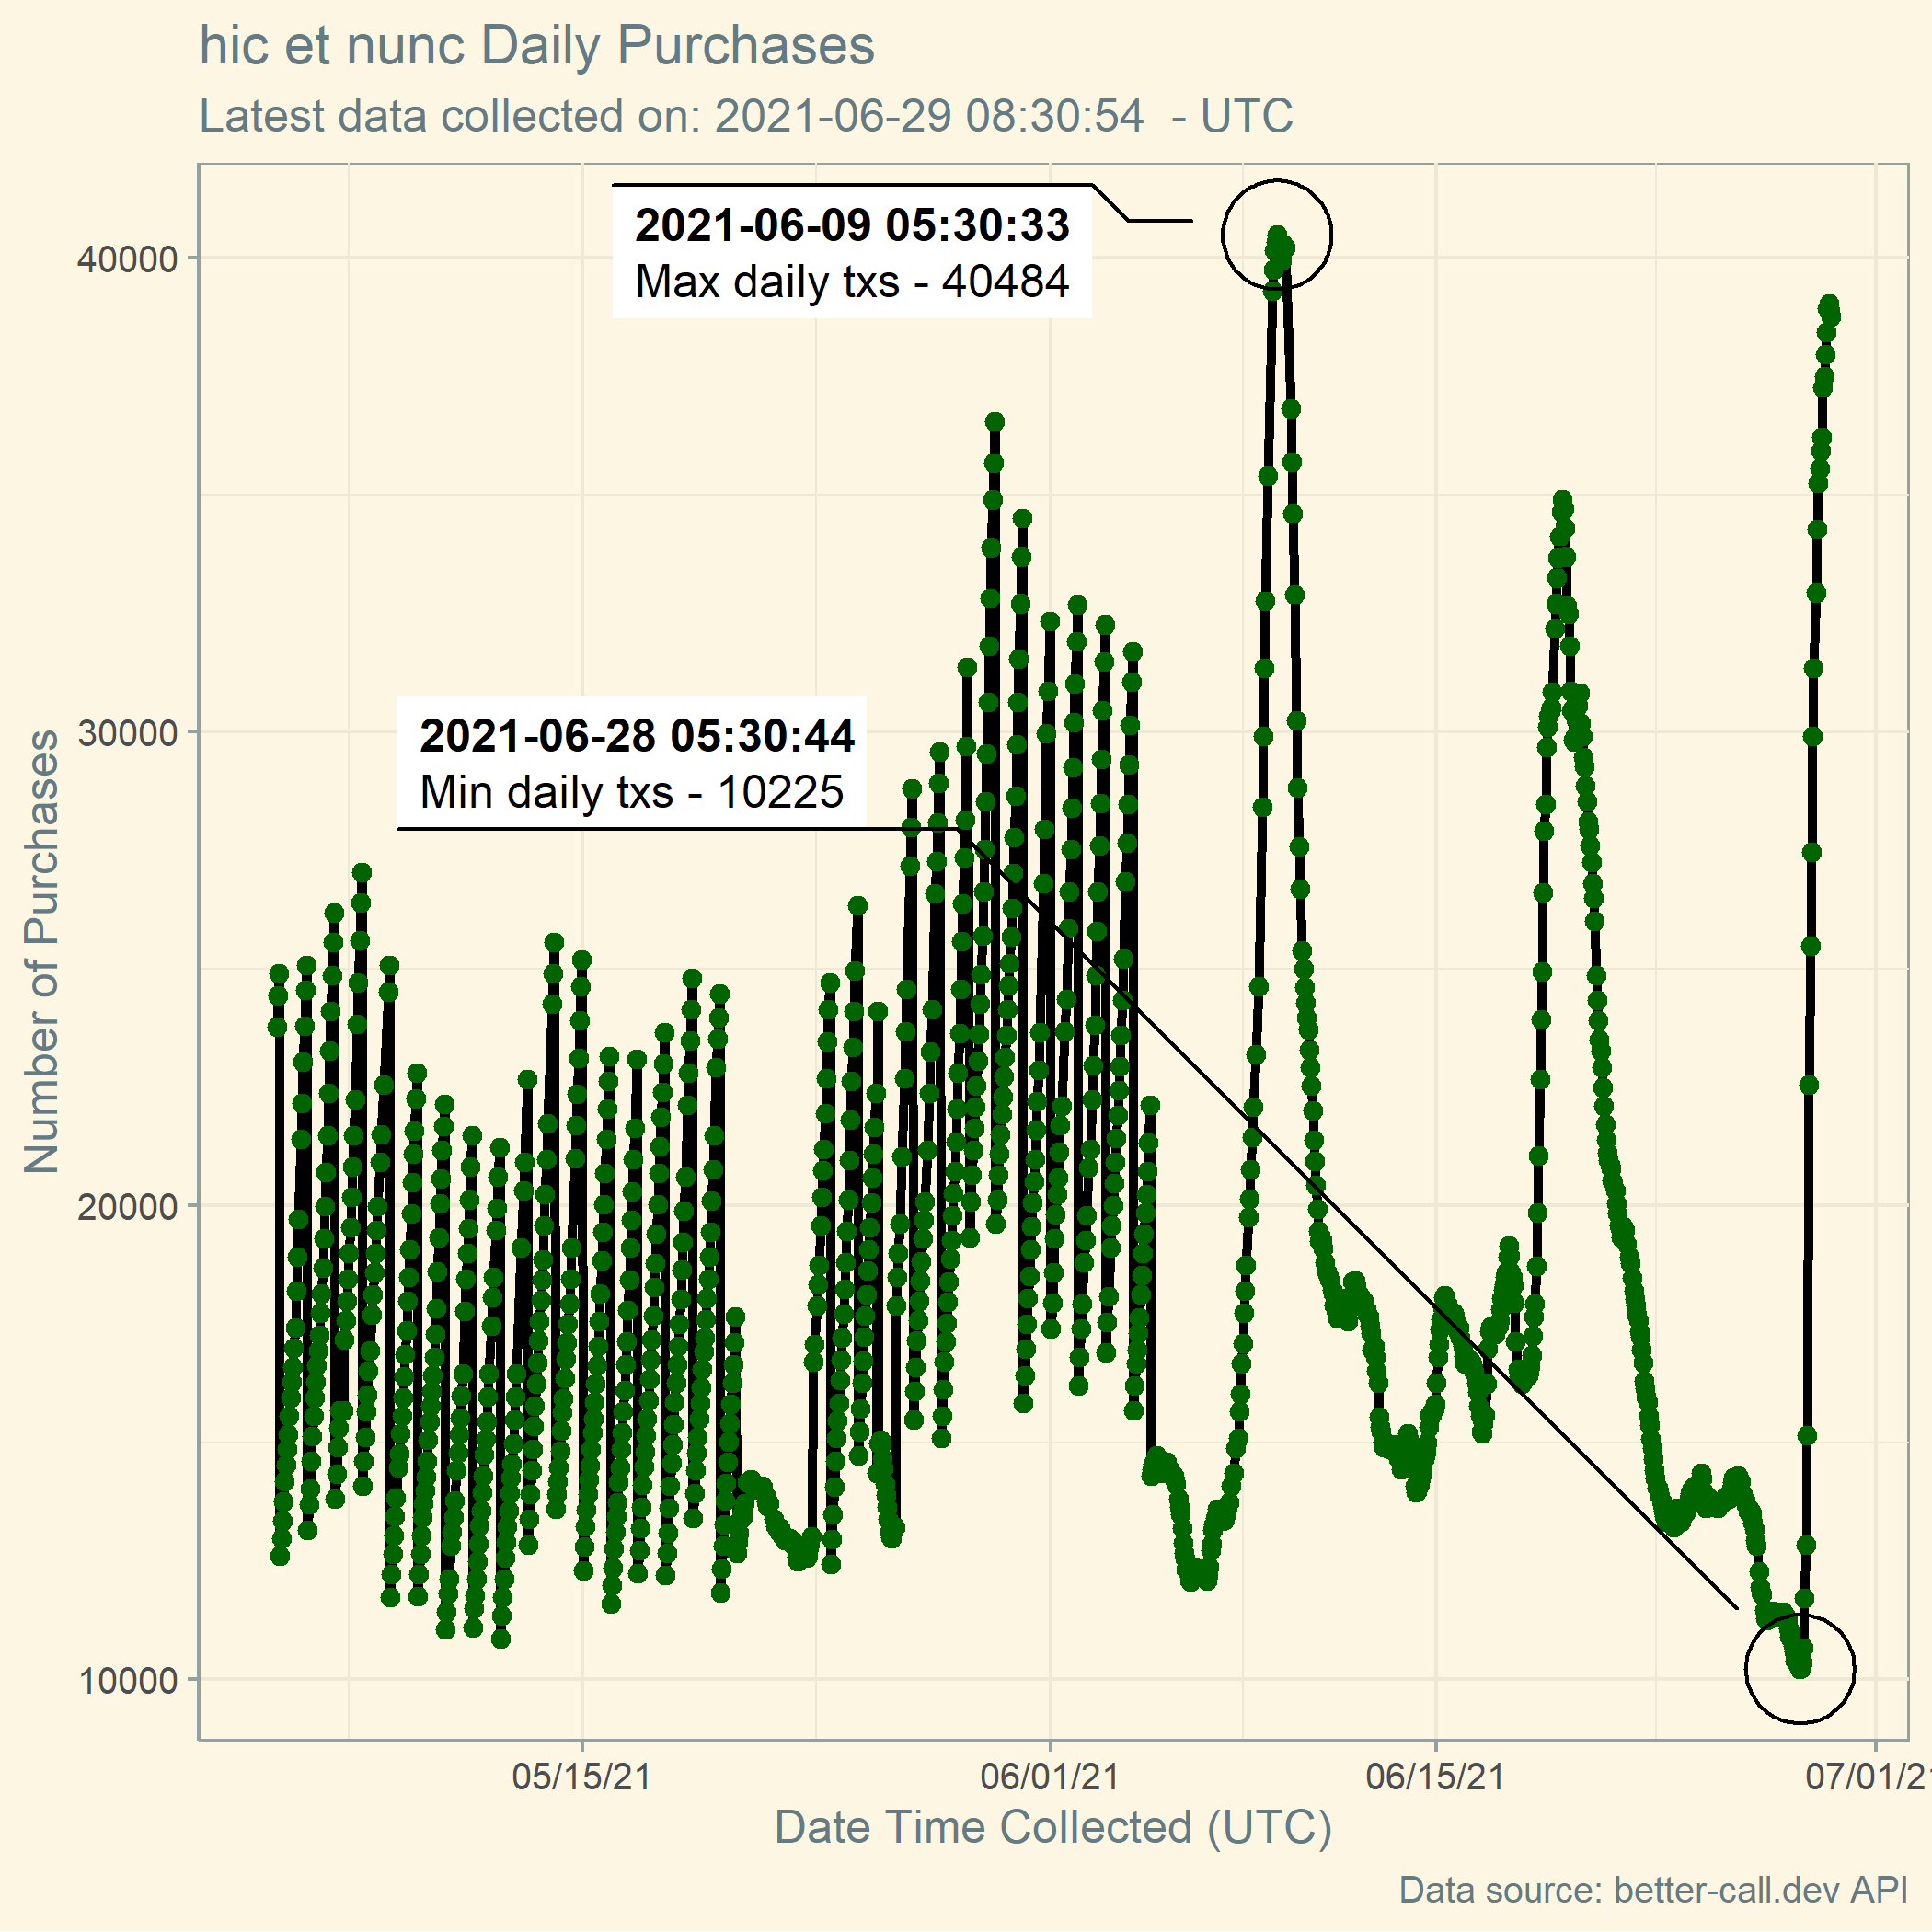 hic et nunc Daily Purchases
Latest data collected on: 2021-06-29 08:30:54  - UTC
2021-06-09 05:30:33
Max daily txs - 40484
2021-06-28 05:30:44
Min daily txs - 10225
Number of Purchases
40000
30000
20000
10000
05/15/21
06/01/21
06/15/21
07/01/2
Date Time Collected (UTC)
Data source: better-call.dev API